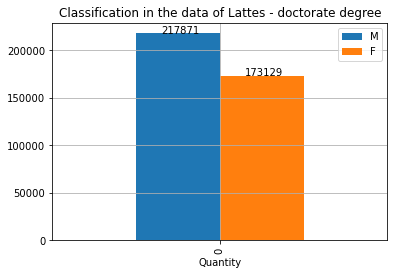 Classification in the data of Lattes - doctorate degree
217871
173129
M
F
200000
150000
100000
50000
0
0
Quantity